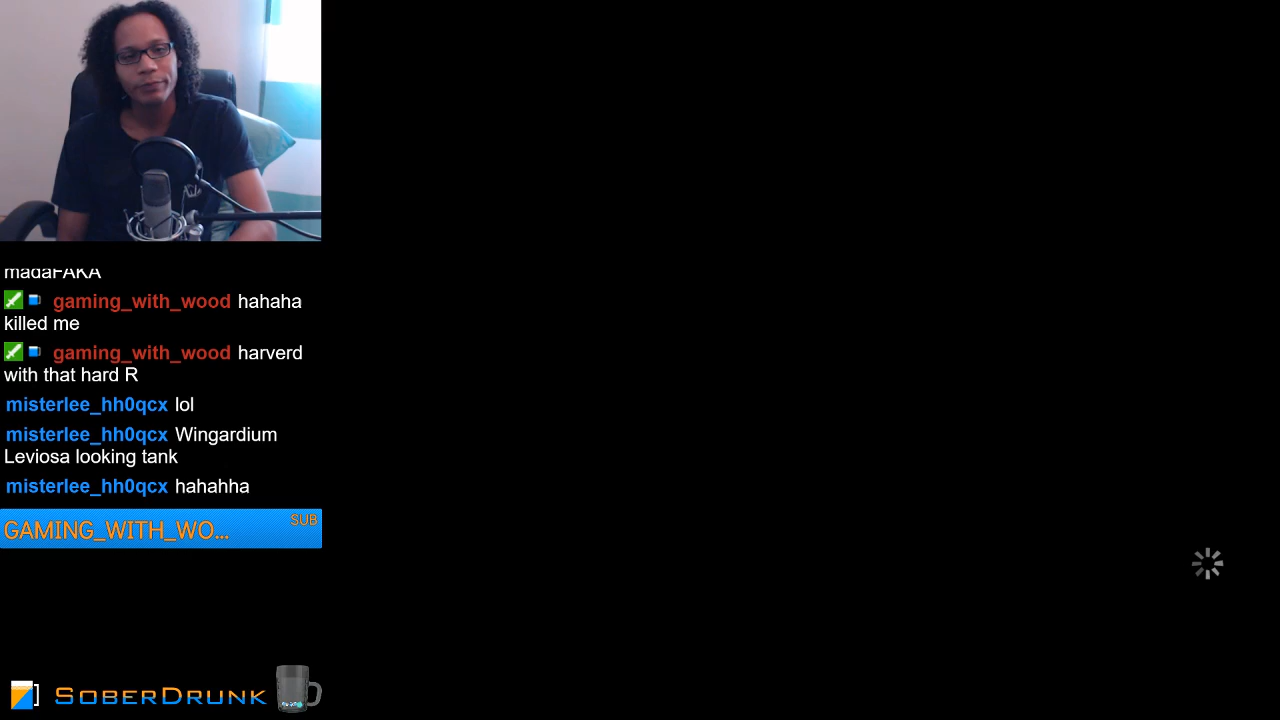 madaFAKA
gaming_with_wood hahaha
killed me
gaming_with_wood harverd
with that hard R
misterlee_hh0qcx lol
misterlee_hh0qcx Wingardium
Leviosa looking tank
misterlee_hh0qcx hahahha
GAMING_WITH_WO... SUB
SOBERDRUNK